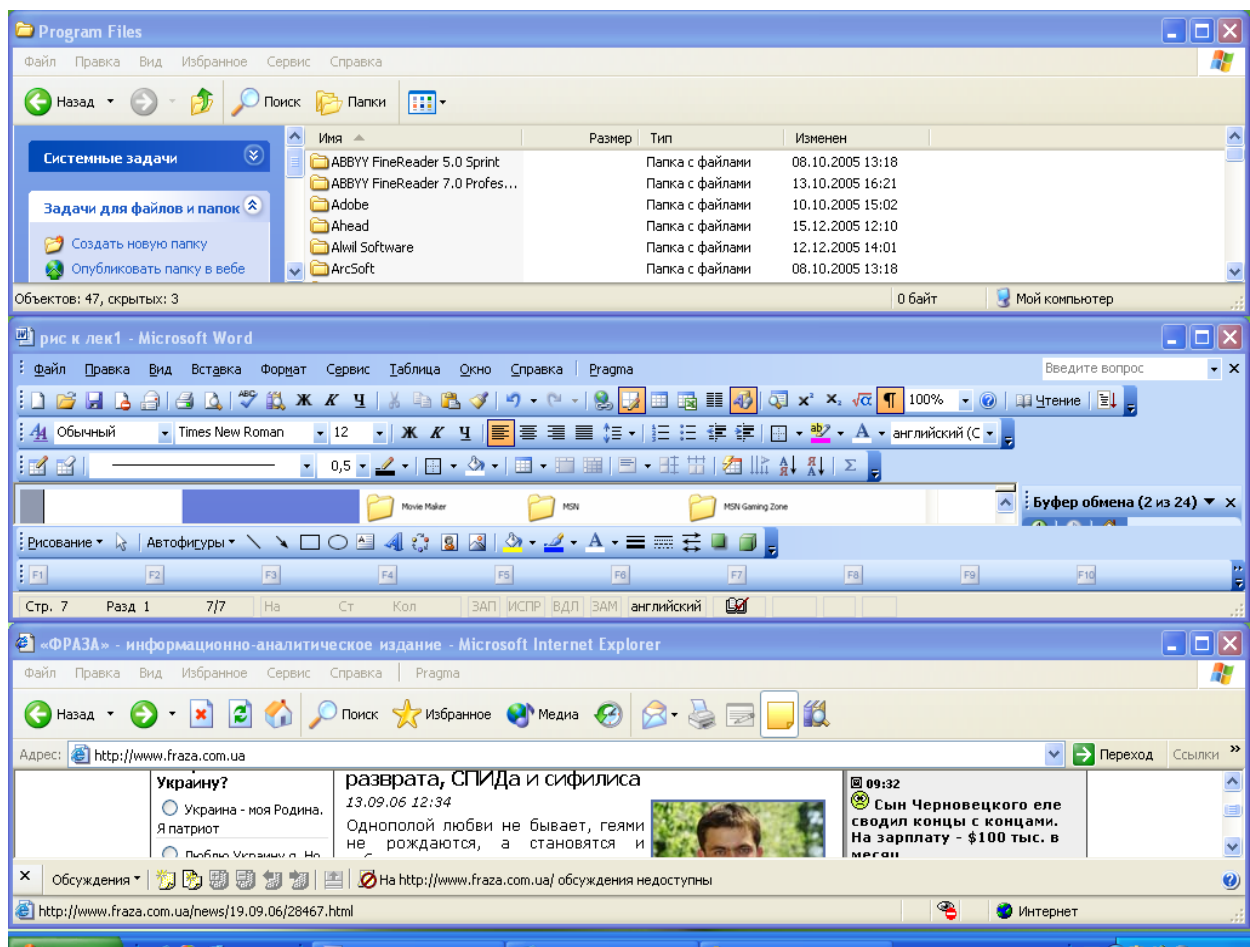 Program Files
Файл Правка Вид Избранное Сервис Справка
Назад Поиск Папки
Имя Размер Тип Изменен
Системные задачи
ABBYY FineReader 5.0 Sprint Папка с файлами 08.10.2005 13:18
ABBYY FineReader 7.0 Profes... Папка с файлами 13.10.2005 16:21
Задачи для файлов и папок
Adobe Папка с файлами 10.10.2005 15:02
Ahead Папка с файлами 15.12.2005 12:10
Создать новую папку
Alwil Software Папка с файлами 12.12.2005 14:01
Опубликовать папку в вебе
ArcSoft Папка с файлами 08.10.2005 13:18
Объектов: 47, скрытых: 3 0 байт Мой компьютер
рис к лек1 - Microsoft Word
Файл Правка Вид Вставка Формат Сервис Таблица Окно Справка Pragma Введите вопрос
Ж К Ч x² x₂ √α ¶ 100% Чтение
Обычный Times New Roman 12 Ж К Ч английский (С
0,5
Movie Maker MSN MSN Gaming Zone Буфер обмена (2 из 24)
Рисование Автофигуры
F1 F2 F3 F4 F5 F6 F7 F8 F9 F10
Стр. 7 Разд 1 7/7 На Ст Кол ЗАП ИСПР ВДЛ ЗАМ английский
«ФРАЗА» - информационно-аналитическое издание - Microsoft Internet Explorer
Файл Правка Вид Избранное Сервис Справка Pragma
Назад Поиск Избранное Медиа
Адрес: http://www.fraza.com.ua Переход Ссылки
Украину?
Украина - моя Родина.
Я патриот
Люблю Украину я. Но
разврата, СПИДа и сифилиса
13.09.06 12:34
Однополой любви не бывает, геями
не рождаются, а становятся и
09:32
Сын Черновецкого еле
сводил концы с концами.
На зарплату - $100 тыс. в
месяц
Обсуждения На http://www.fraza.com.ua/ обсуждения недоступны
http://www.fraza.com.ua/news/19.09.06/28467.html Интернет